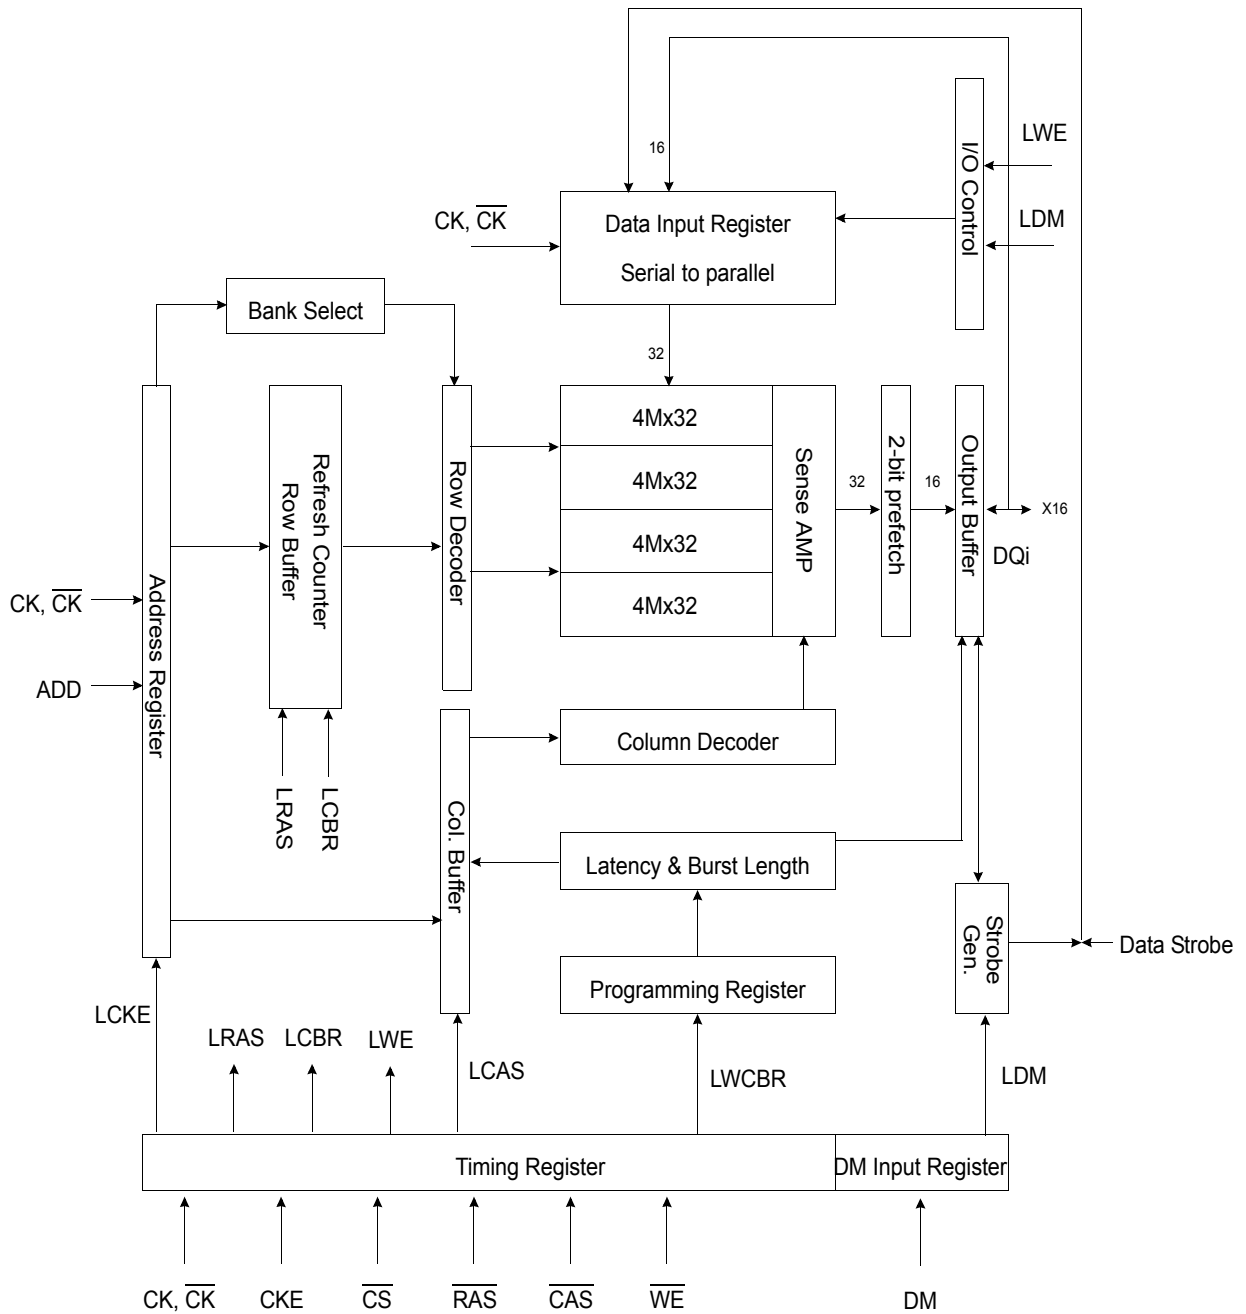 16
LWE
I/O Control
CK, CK
Data Input Register
LDM
Serial to parallel
Bank Select
32
4Mx32
4Mx32
4Mx32
4Mx32
Sense AMP
32
2-bit prefetch
16
Output Buffer
X16
DQi
Refresh Counter
Row Buffer
Row Decoder
Address Register
CK, CK
ADD
LRAS
LCBR
Col. Buffer
Column Decoder
Latency & Burst Length
Strobe
Gen.
Data Strobe
Programming Register
LCKE
LRAS
LCBR
LWE
LCAS
LWCBR
LDM
Timing Register
DM Input Register
CK, CK
CKE
CS
RAS
CAS
WE
DM